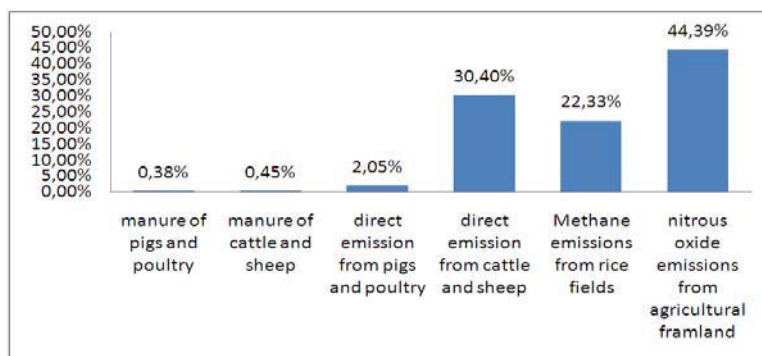 50,00%
45,00%
40,00%
35,00%
30,00%
25,00%
20,00%
15,00%
10,00%
5,00%
0,00%
0,38%
0,45%
2,05%
30,40%
22,33%
44,39%
manure of
pigs and
poultry
manure of
cattle and
sheep
direct
emission
from pigs
and poultry
direct
emission
from cattle
and sheep
Methane
emissions
from rice
fields
nitrous
oxide
emissions
from
agricultural
framland